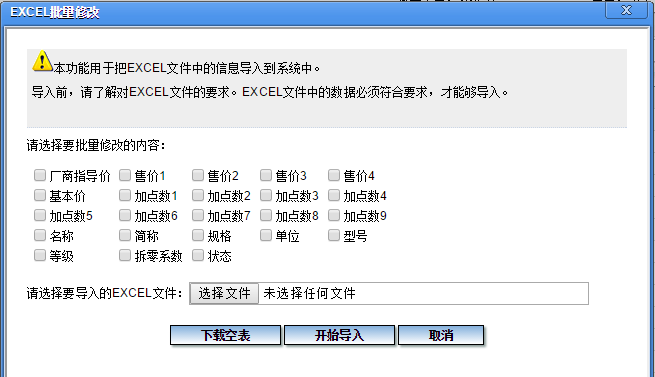 EXCEL批量修改
本功能用于把EXCEL文件中的信息导入到系统中。
导入前，请了解对EXCEL文件的要求。EXCEL文件中的数据必须符合要求，才能够导入。
请选择要批量修改的内容：
厂商指导价 售价1 售价2 售价3 售价4
基本价 加点数1 加点数2 加点数3 加点数4
加点数5 加点数6 加点数7 加点数8 加点数9
名称 简称 规格 单位 型号
等级 拆零系数 状态
请选择要导入的EXCEL文件： 选择文件 未选择任何文件
下载空表 开始导入 取消